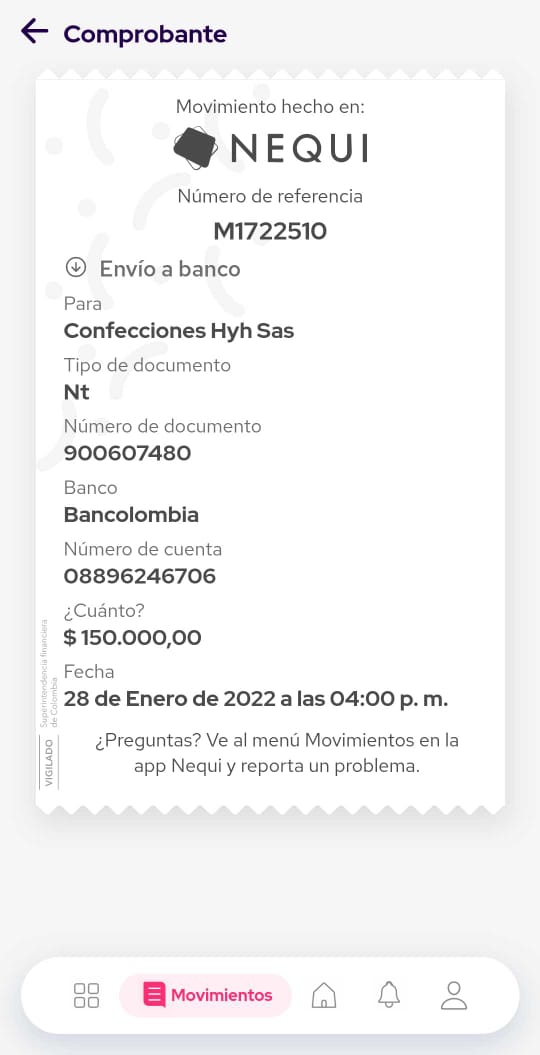 Comprobante
Movimiento hecho en:
NEQUI
Número de referencia
M1722510
Envío a banco
Para
Confecciones Hyh Sas
Tipo de documento
Nt
Número de documento
900607480
Banco
Bancolombia
Número de cuenta
08896246706
¿Cuánto?
$ 150.000,00
Fecha
28 de Enero de 2022 a las 04:00 p. m.
¿Preguntas? Ve al menú Movimientos en la
app Nequi y reporta un problema.
VIGILADO
Superintendencia financiera
de Colombia
Movimientos